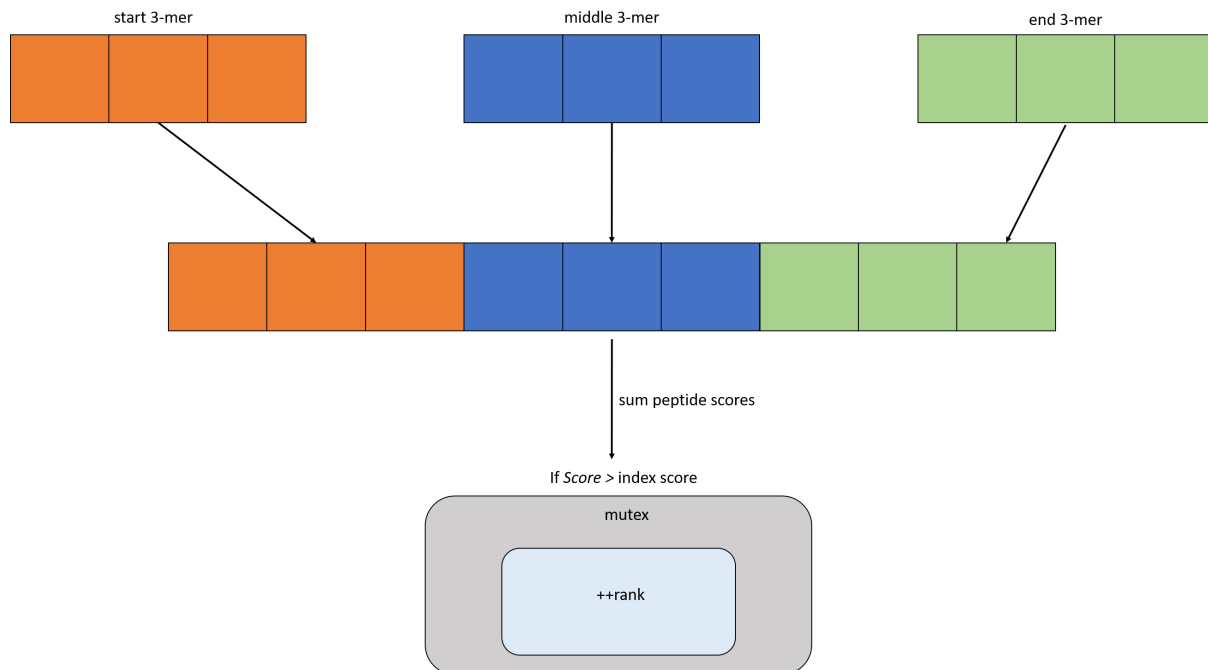 start 3-mer
middle 3-mer
end 3-mer
sum peptide scores
If Score > index score
mutex
++rank